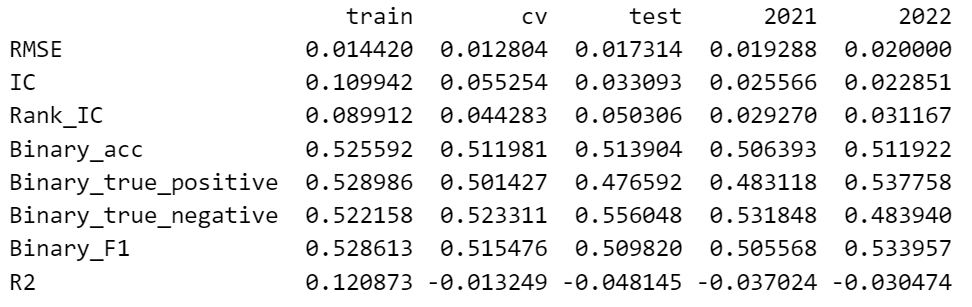 train cv test 2021 2022
RMSE 0.014420 0.012804 0.017314 0.019288 0.020000
IC 0.109942 0.055254 0.033093 0.025566 0.022851
Rank_IC 0.089912 0.044283 0.050306 0.029270 0.031167
Binary_acc 0.525592 0.511981 0.513904 0.506393 0.511922
Binary_true_positive 0.528986 0.501427 0.476592 0.483118 0.537758
Binary_true_negative 0.522158 0.523311 0.556048 0.531848 0.483940
Binary_F1 0.528613 0.515476 0.509820 0.505568 0.533957
R2 0.120873 -0.013249 -0.048145 -0.037024 -0.030474